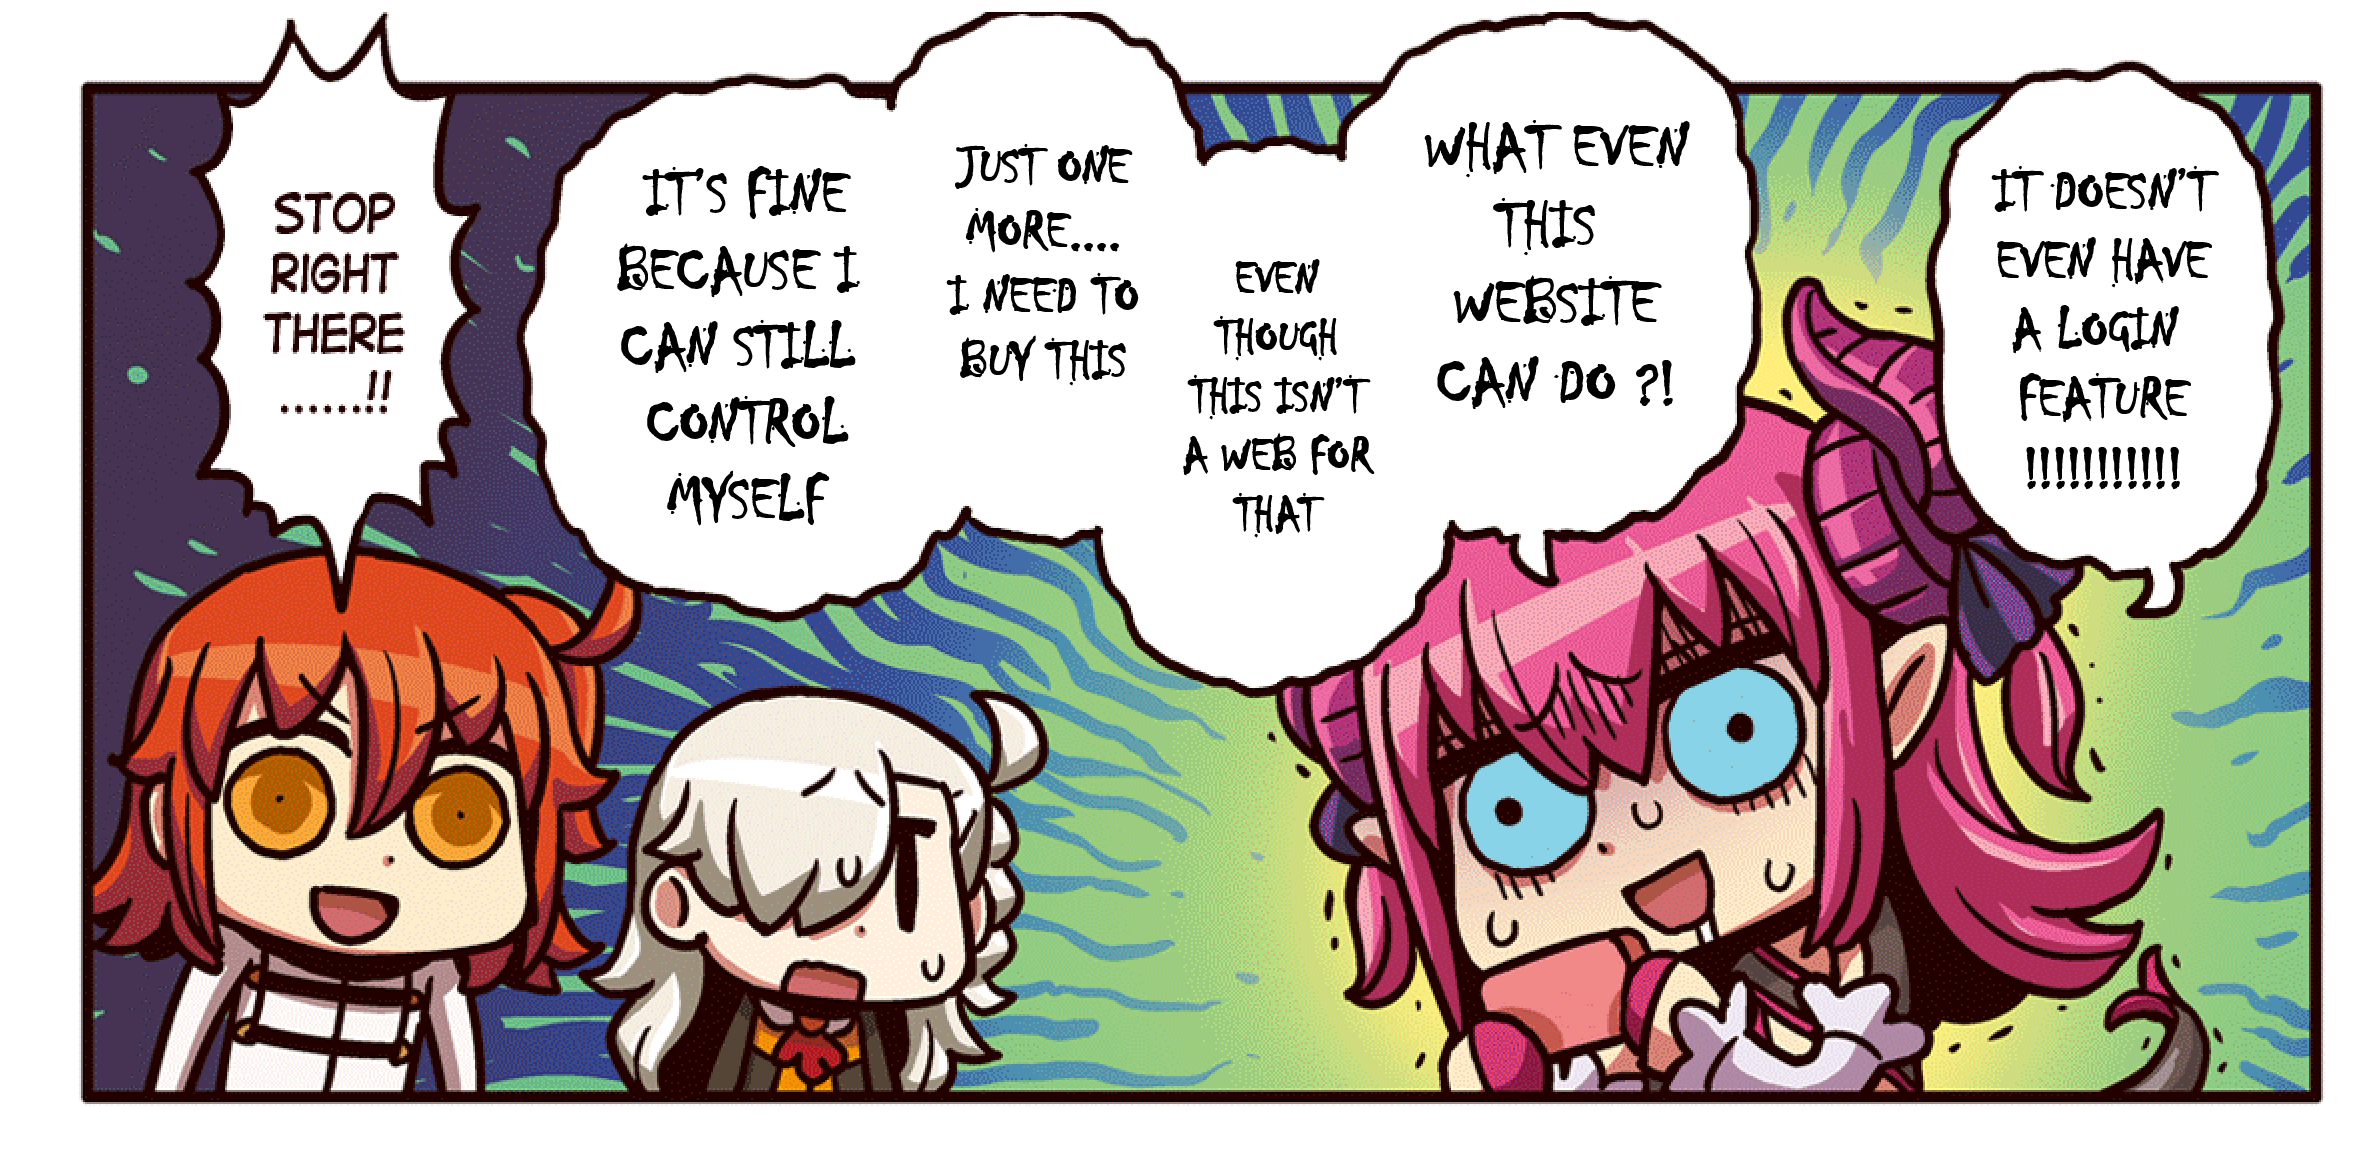 STOP
RIGHT
THERE
......!!
IT'S FINE
BECAUSE I
CAN STILL
CONTROL
MYSELF
JUST ONE
MORE....
I NEED TO
BUY THIS
EVEN
THOUGH
THIS ISN'T
A WEB FOR
THAT
WHAT EVEN
THIS
WEBSITE
CAN DO ?!
IT DOESN'T
EVEN HAVE
A LOGIN
FEATURE
!!!!!!!!!!!